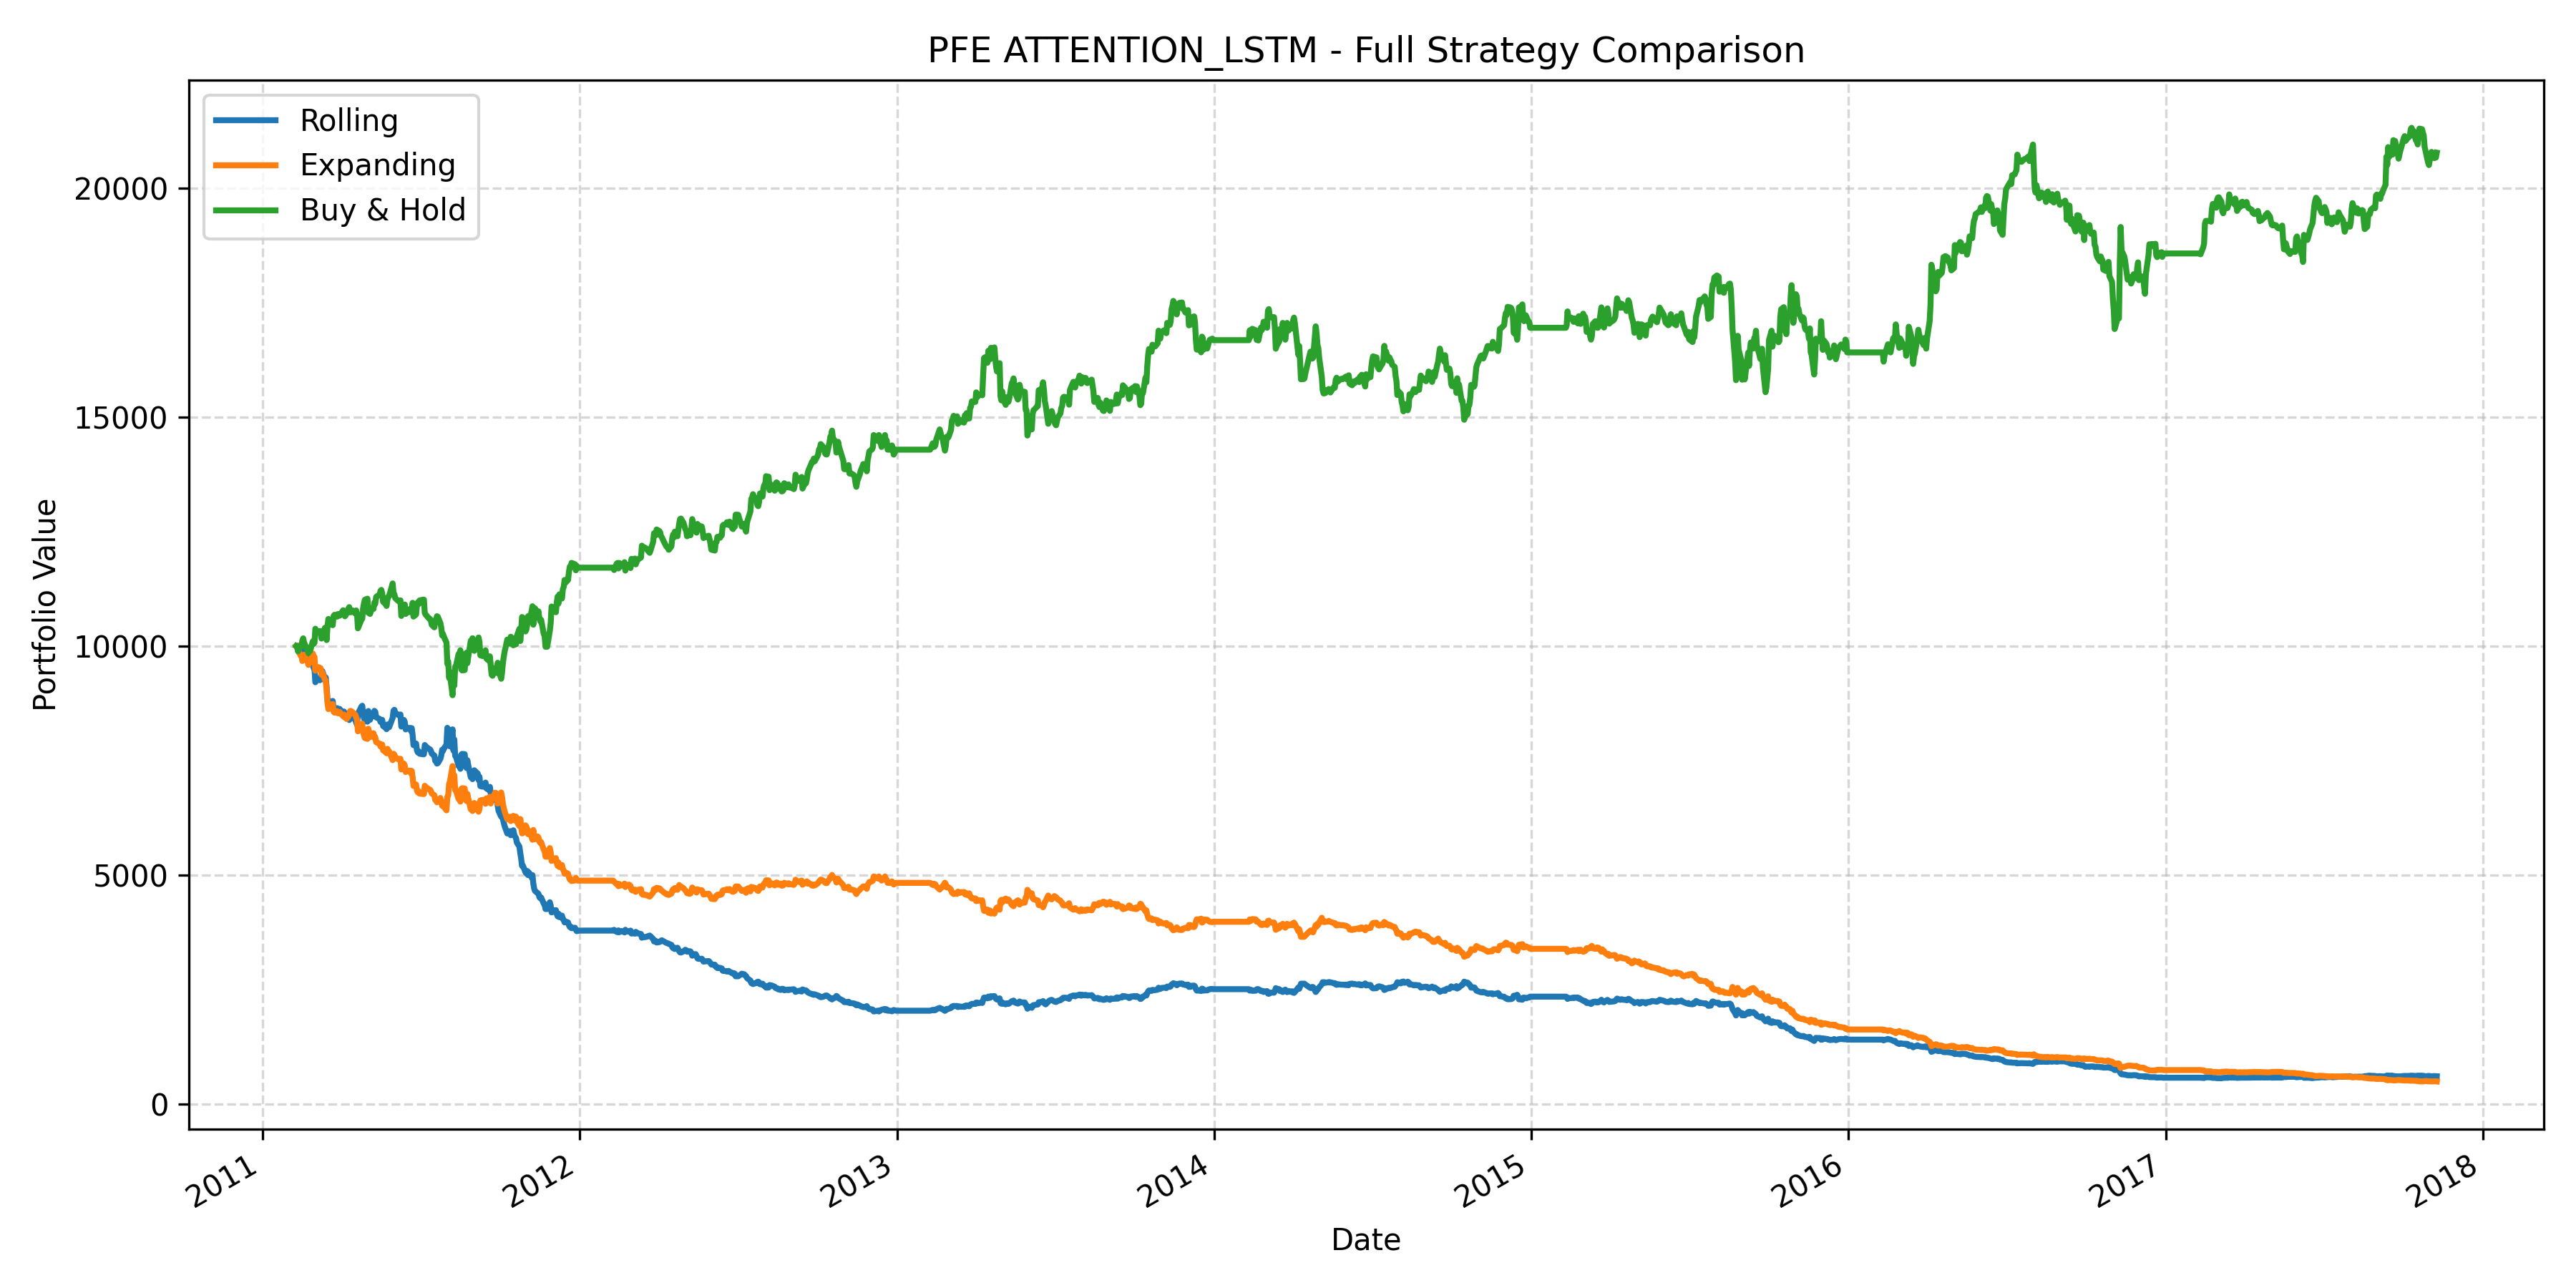 PFE ATTENTION_LSTM - Full Strategy Comparison
Rolling
Expanding
Buy & Hold
Portfolio Value
20000
15000
10000
5000
0
2011 2012 2013 2014 2015 2016 2017 2018
Date